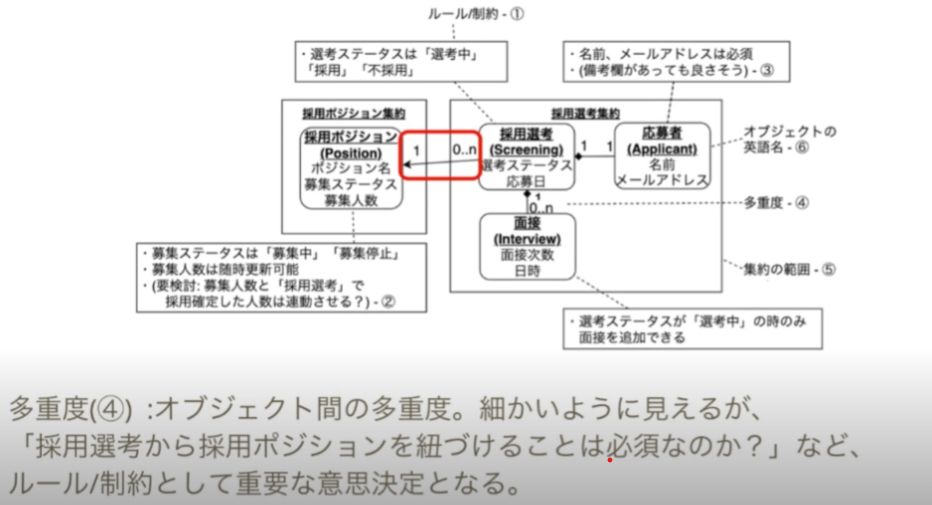 ルール/制約 - ①
・選考ステータスは「選考中」
「採用」「不採用」
・名前、メールアドレスは必須
・(備考欄があっても良さそう) - ③
採用ポジション集約
採用選考集約
採用ポジション
(Position)
ポジション名
募集ステータス
募集人数
1
0..n
採用選考
(Screening)
選考ステータス
応募日
1
1
応募者
(Applicant)
名前
メールアドレス
オブジェクトの
英語名 - ⑥
1
0..n
多重度 - ④
面接
(Interview)
面接次数
日時
集約の範囲 - ⑤
・募集ステータスは「募集中」「募集停止」
・募集人数は随時更新可能
・(要検討: 募集人数と「採用選考」で
採用確定した人数は連動させる？) - ②
・選考ステータスが「選考中」の時のみ
面接を追加できる
多重度(④) :オブジェクト間の多重度。細かいように見えるが、
「採用選考から採用ポジションを紐づけることは必須なのか？」など、
ルール/制約として重要な意思決定となる。